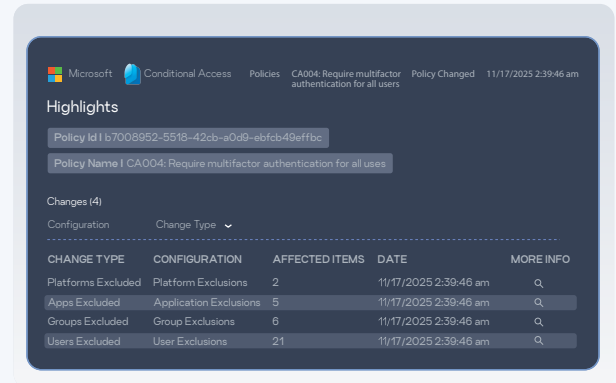 Microsoft Conditional Access Policies CA004: Require multifactor authentication for all users Policy Changed 11/17/2025 2:39:46 am
Highlights
Policy Id | b7008952-5518-42cb-a0d9-ebfcb49effbc
Policy Name | CA004: Require multifactor authentication for all uses
Changes (4)
Configuration Change Type
CHANGE TYPE CONFIGURATION AFFECTED ITEMS DATE MORE INFO
Platforms Excluded Platform Exclusions 2 11/17/2025 2:39:46 am
Apps Excluded Application Exclusions 5 11/17/2025 2:39:46 am
Groups Excluded Group Exclusions 6 11/17/2025 2:39:46 am
Users Excluded User Exclusions 21 11/17/2025 2:39:46 am